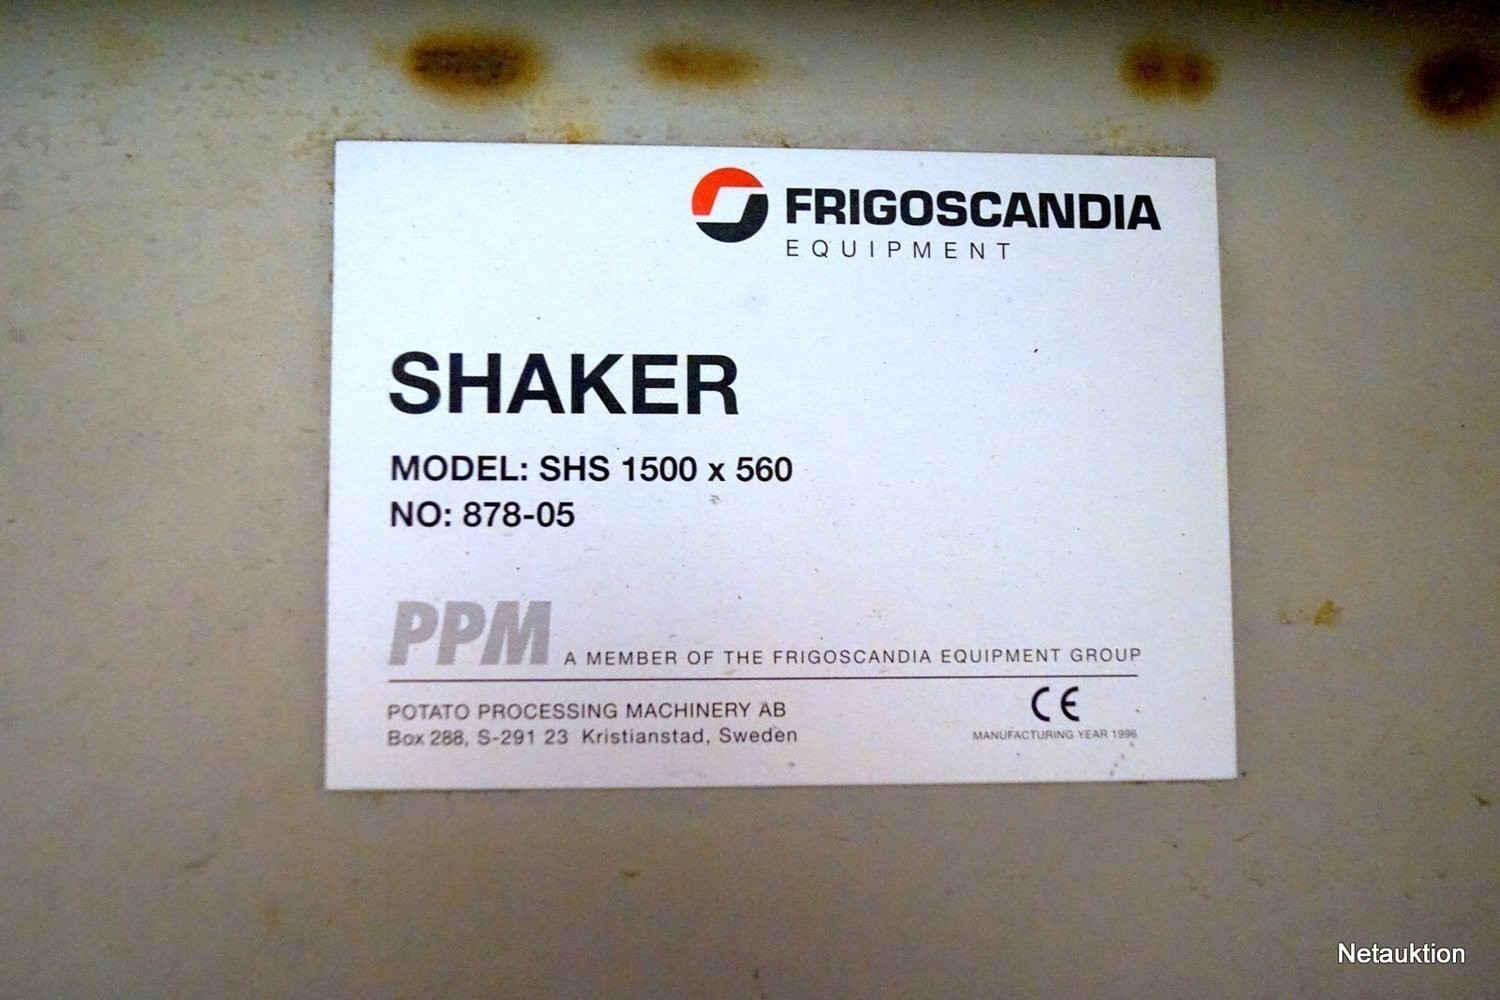 FRIGOSCANDIA
EQUIPMENT
SHAKER
MODEL: SHS 1500 x 560
NO: 878-05
PPM A MEMBER OF THE FRIGOSCANDIA EQUIPMENT GROUP
POTATO PROCESSING MACHINERY AB
Box 288, S-291 23 Kristianstad, Sweden
CE
MANUFACTURING YEAR 1996
Netauktion